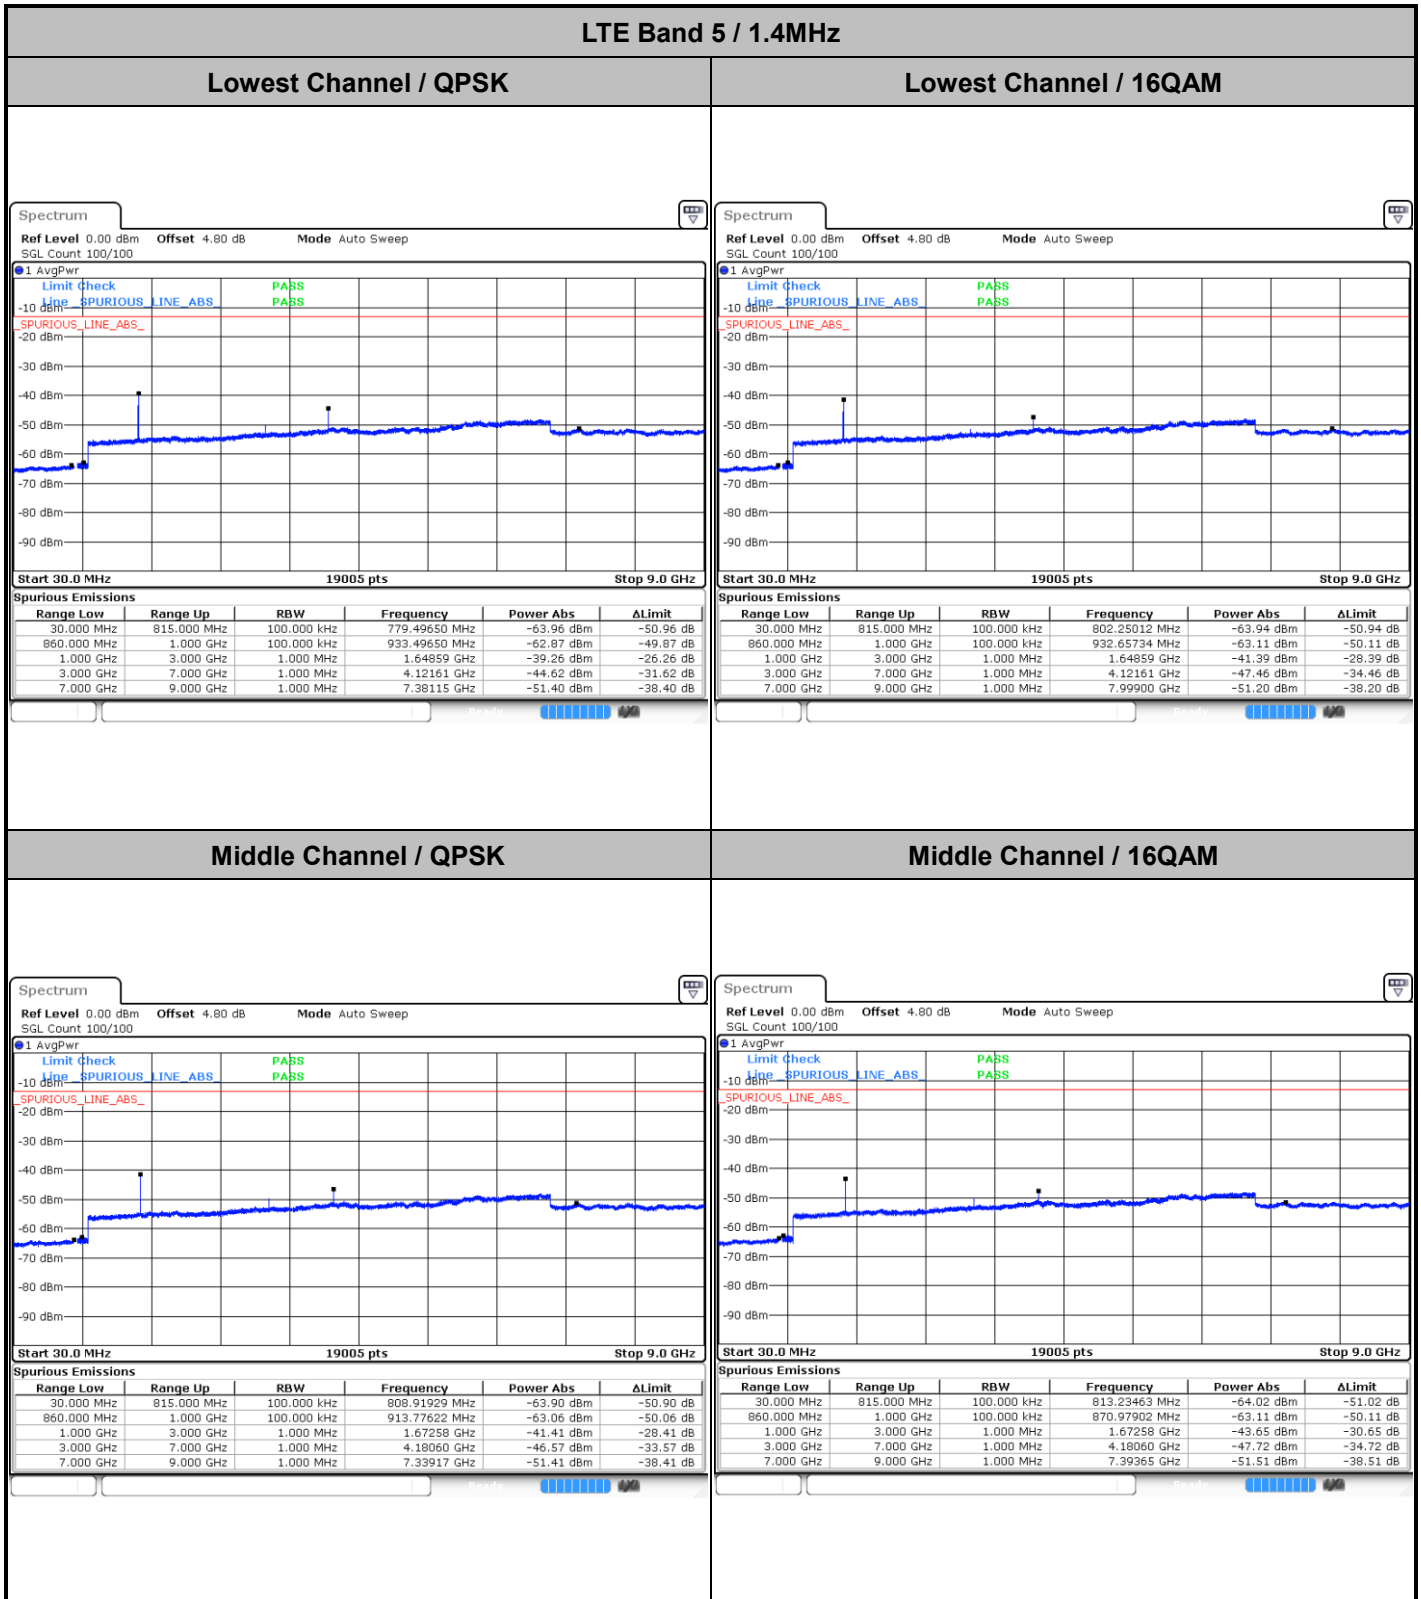 LTE Band 5 / 1.4MHz
Lowest Channel / QPSK
Lowest Channel / 16QAM
Spectrum
Ref Level 0.00 dBm Offset 4.80 dB Mode Auto Sweep
SGL Count 100/100
1 AvgPwr
Limit Check PASS
Line _SPURIOUS_LINE_ABS_ PASS
-10 dBm
_SPURIOUS_LINE_ABS_
-20 dBm
-30 dBm
-40 dBm
-50 dBm
-60 dBm
-70 dBm
-80 dBm
-90 dBm
Start 30.0 MHz 19005 pts Stop 9.0 GHz
Spurious Emissions
Range Low Range Up RBW Frequency Power Abs ΔLimit
30.000 MHz 815.000 MHz 100.000 kHz 779.49650 MHz -63.96 dBm -50.96 dB
860.000 MHz 1.000 GHz 100.000 kHz 933.49650 MHz -62.87 dBm -49.87 dB
1.000 GHz 3.000 GHz 1.000 MHz 1.64859 GHz -39.26 dBm -26.26 dB
3.000 GHz 7.000 GHz 1.000 MHz 4.12161 GHz -44.62 dBm -31.62 dB
7.000 GHz 9.000 GHz 1.000 MHz 7.38115 GHz -51.40 dBm -38.40 dB
Ready
Spectrum
Ref Level 0.00 dBm Offset 4.80 dB Mode Auto Sweep
SGL Count 100/100
1 AvgPwr
Limit Check PASS
Line _SPURIOUS_LINE_ABS_ PASS
-10 dBm
_SPURIOUS_LINE_ABS_
-20 dBm
-30 dBm
-40 dBm
-50 dBm
-60 dBm
-70 dBm
-80 dBm
-90 dBm
Start 30.0 MHz 19005 pts Stop 9.0 GHz
Spurious Emissions
Range Low Range Up RBW Frequency Power Abs ΔLimit
30.000 MHz 815.000 MHz 100.000 kHz 802.25012 MHz -63.94 dBm -50.94 dB
860.000 MHz 1.000 GHz 100.000 kHz 932.65734 MHz -63.11 dBm -50.11 dB
1.000 GHz 3.000 GHz 1.000 MHz 1.64859 GHz -41.39 dBm -28.39 dB
3.000 GHz 7.000 GHz 1.000 MHz 4.12161 GHz -47.46 dBm -34.46 dB
7.000 GHz 9.000 GHz 1.000 MHz 7.99900 GHz -51.20 dBm -38.20 dB
Ready
Middle Channel / QPSK
Middle Channel / 16QAM
Spectrum
Ref Level 0.00 dBm Offset 4.80 dB Mode Auto Sweep
SGL Count 100/100
1 AvgPwr
Limit Check PASS
Line _SPURIOUS_LINE_ABS_ PASS
-10 dBm
_SPURIOUS_LINE_ABS_
-20 dBm
-30 dBm
-40 dBm
-50 dBm
-60 dBm
-70 dBm
-80 dBm
-90 dBm
Start 30.0 MHz 19005 pts Stop 9.0 GHz
Spurious Emissions
Range Low Range Up RBW Frequency Power Abs ΔLimit
30.000 MHz 815.000 MHz 100.000 kHz 808.91929 MHz -63.90 dBm -50.90 dB
860.000 MHz 1.000 GHz 100.000 kHz 913.77622 MHz -63.06 dBm -50.06 dB
1.000 GHz 3.000 GHz 1.000 MHz 1.67258 GHz -41.41 dBm -28.41 dB
3.000 GHz 7.000 GHz 1.000 MHz 4.18060 GHz -46.57 dBm -33.57 dB
7.000 GHz 9.000 GHz 1.000 MHz 7.33917 GHz -51.41 dBm -38.41 dB
Ready
Spectrum
Ref Level 0.00 dBm Offset 4.80 dB Mode Auto Sweep
SGL Count 100/100
1 AvgPwr
Limit Check PASS
Line _SPURIOUS_LINE_ABS_ PASS
-10 dBm
_SPURIOUS_LINE_ABS_
-20 dBm
-30 dBm
-40 dBm
-50 dBm
-60 dBm
-70 dBm
-80 dBm
-90 dBm
Start 30.0 MHz 19005 pts Stop 9.0 GHz
Spurious Emissions
Range Low Range Up RBW Frequency Power Abs ΔLimit
30.000 MHz 815.000 MHz 100.000 kHz 813.23463 MHz -64.02 dBm -51.02 dB
860.000 MHz 1.000 GHz 100.000 kHz 870.97902 MHz -63.11 dBm -50.11 dB
1.000 GHz 3.000 GHz 1.000 MHz 1.67258 GHz -43.65 dBm -30.65 dB
3.000 GHz 7.000 GHz 1.000 MHz 4.18060 GHz -47.72 dBm -34.72 dB
7.000 GHz 9.000 GHz 1.000 MHz 7.39365 GHz -51.51 dBm -38.51 dB
Ready